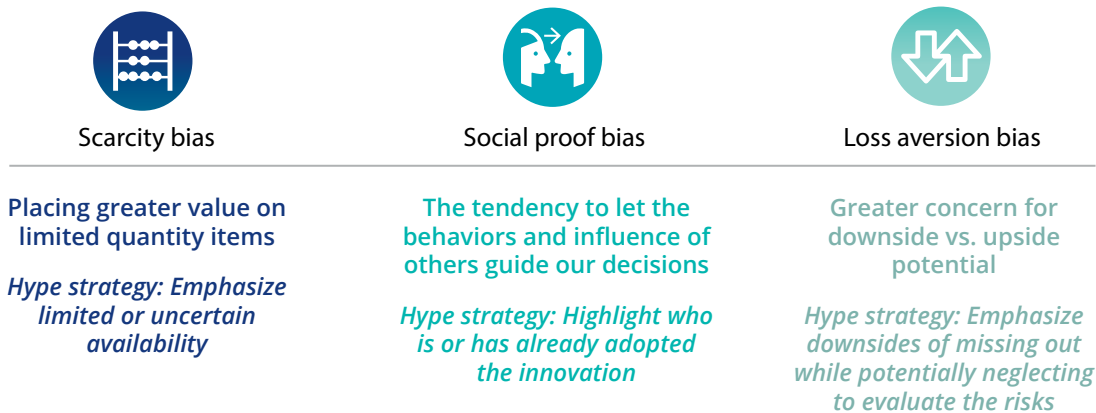 Scarcity bias
Social proof bias
Loss aversion bias
Placing greater value on
limited quantity items
Hype strategy: Emphasize
limited or uncertain
availability
The tendency to let the
behaviors and influence of
others guide our decisions
Hype strategy: Highlight who
is or has already adopted
the innovation
Greater concern for
downside vs. upside
potential
Hype strategy: Emphasize
downsides of missing out
while potentially neglecting
to evaluate the risks